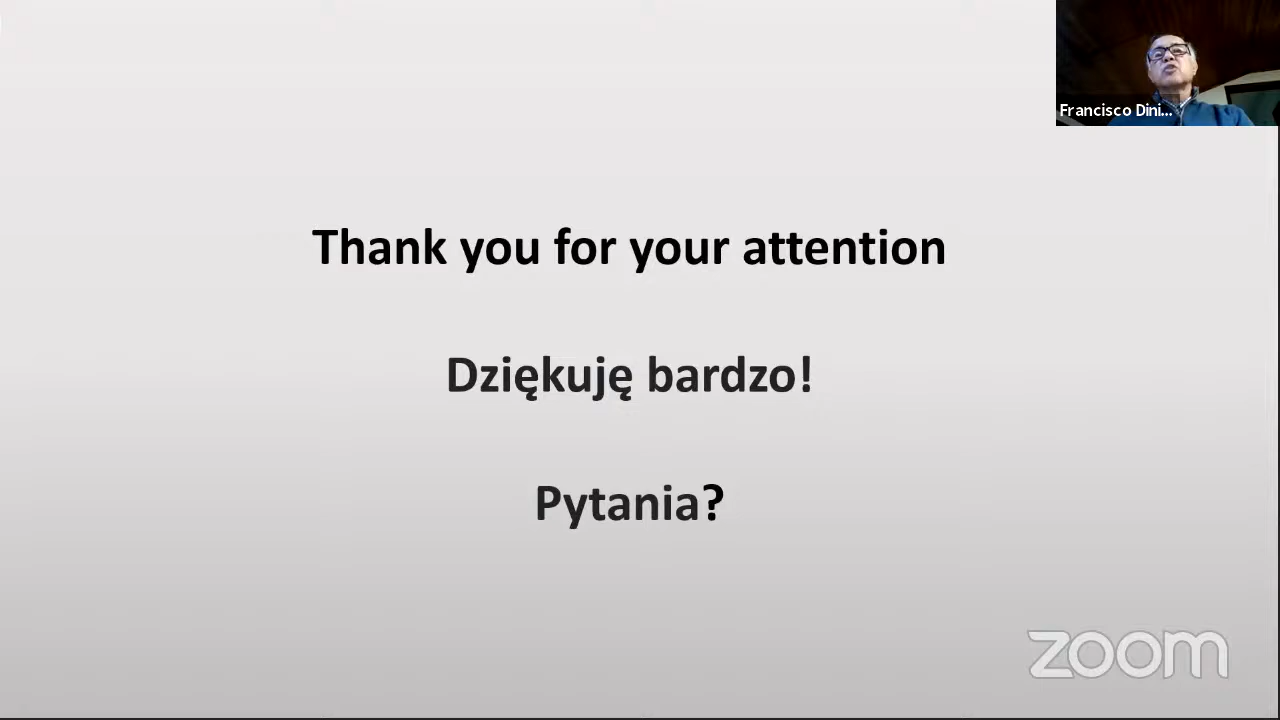 Francisco Dini...
Thank you for your attention
Dziękuję bardzo!
Pytania?
zoom